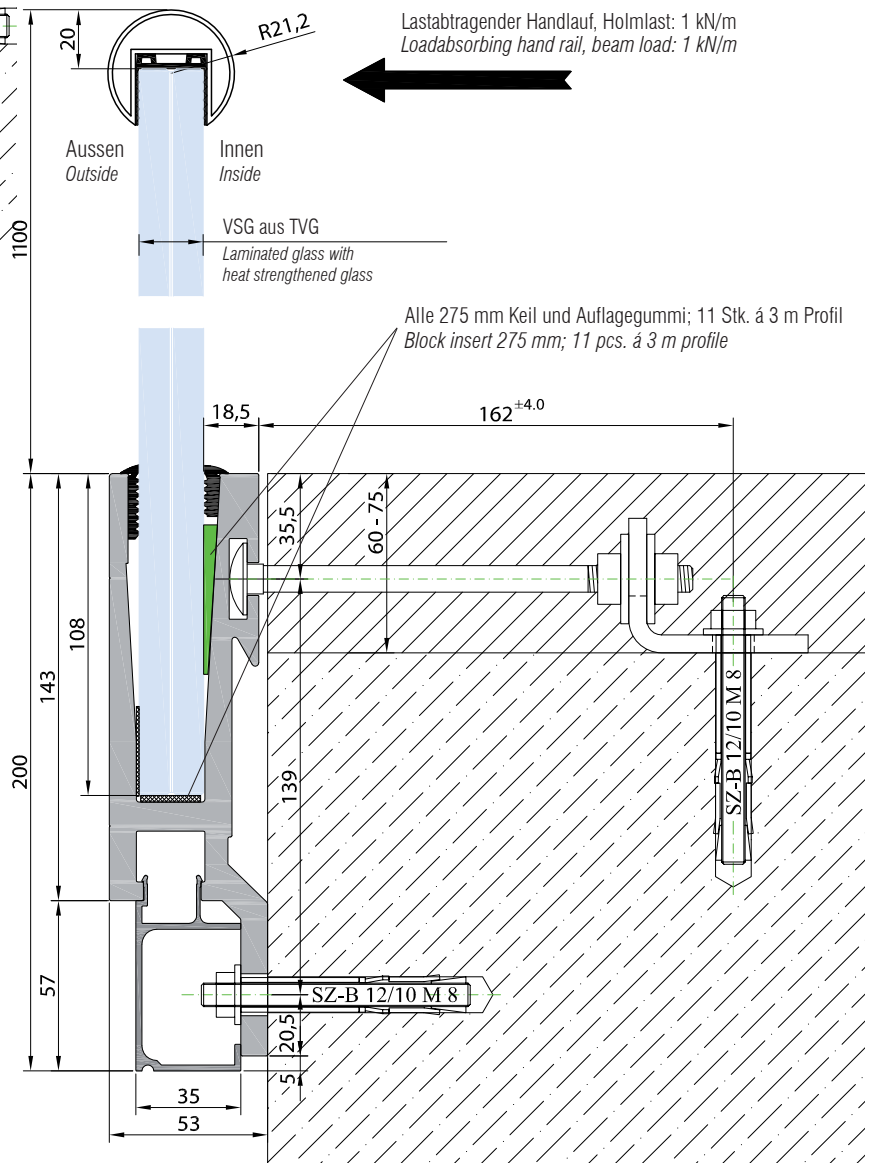 Lastabtragender Handlauf, Holmlast: 1 kN/m
Loadabsorbing hand rail, beam load: 1 kN/m
20
R21,2
Aussen
Outside
Innen
Inside
1100
VSG aus TVG
Laminated glass with
heat strengthened glass
Alle 275 mm Keil und Auflagegummi; 11 Stk. á 3 m Profil
Block insert 275 mm; 11 pcs. á 3 m profile
18,5
162±4.0
35,5
60 - 75
108
143
200
139
SZ-B 12/10 M 8
57
SZ-B 12/10 M 8
20,5
5
35
53